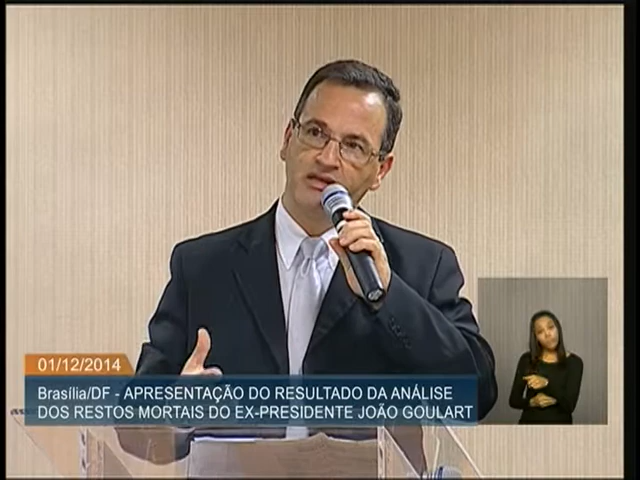 01/12/2014
Brasília/DF - APRESENTAÇÃO DO RESULTADO DA ANÁLISE
DOS RESTOS MORTAIS DO EX-PRESIDENTE JOÃO GOULART